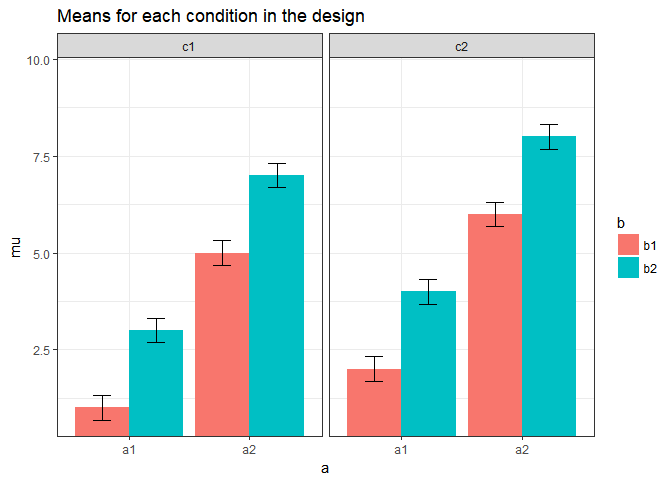 Means for each condition in the design
c1
c2
10.0
7.5
5.0
2.5
mu
a1
a2
a1
a2
a
b
b1
b2